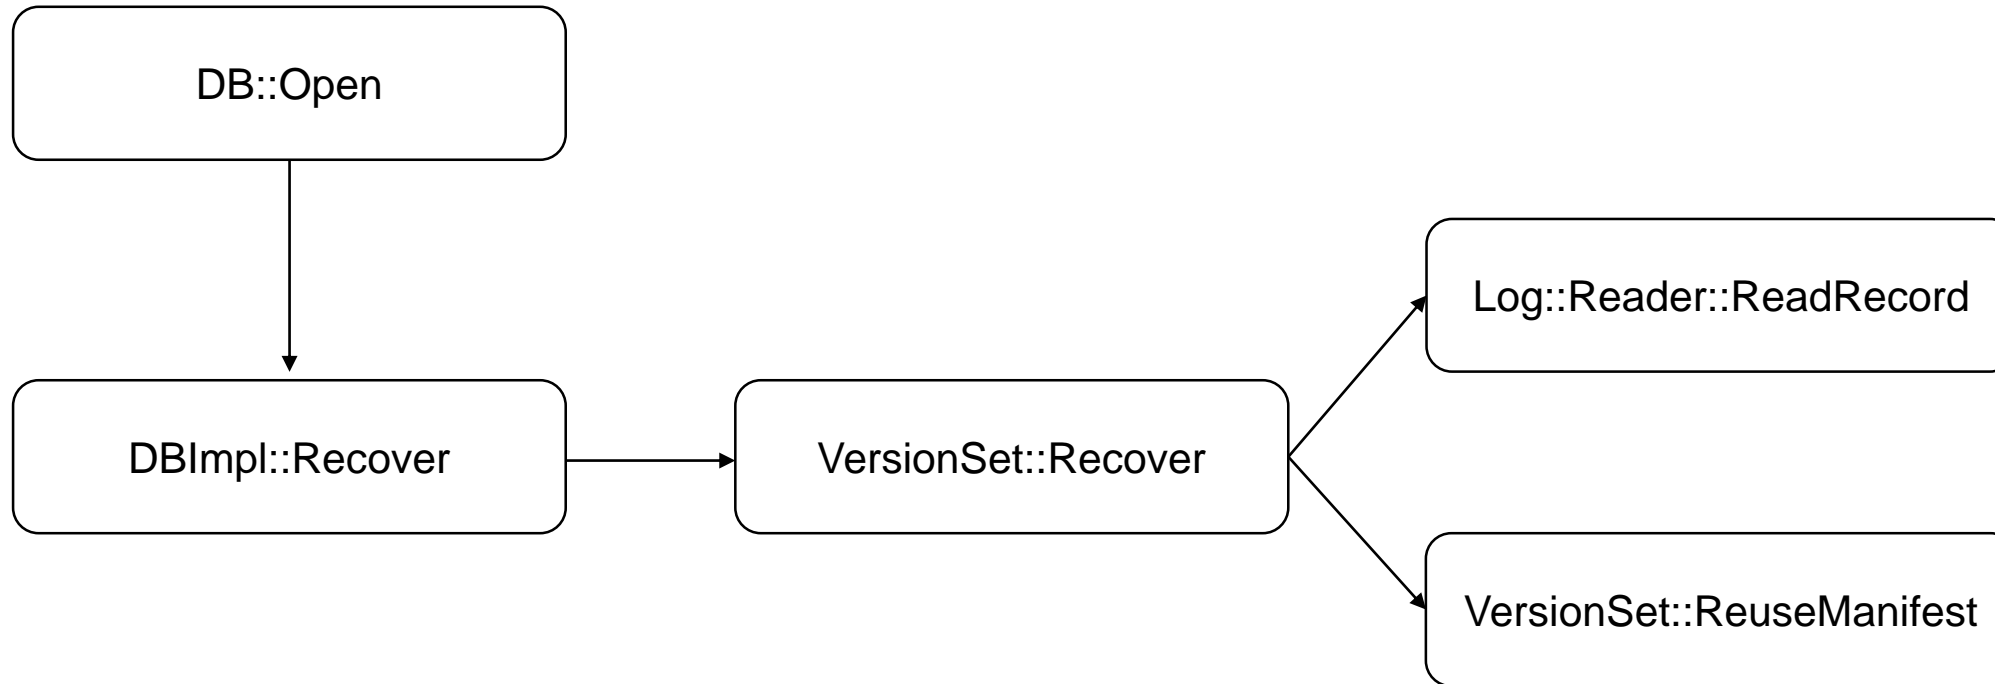 DB::Open
DBImpl::Recover
VersionSet::Recover
Log::Reader::ReadRecord
VersionSet::ReuseManifest